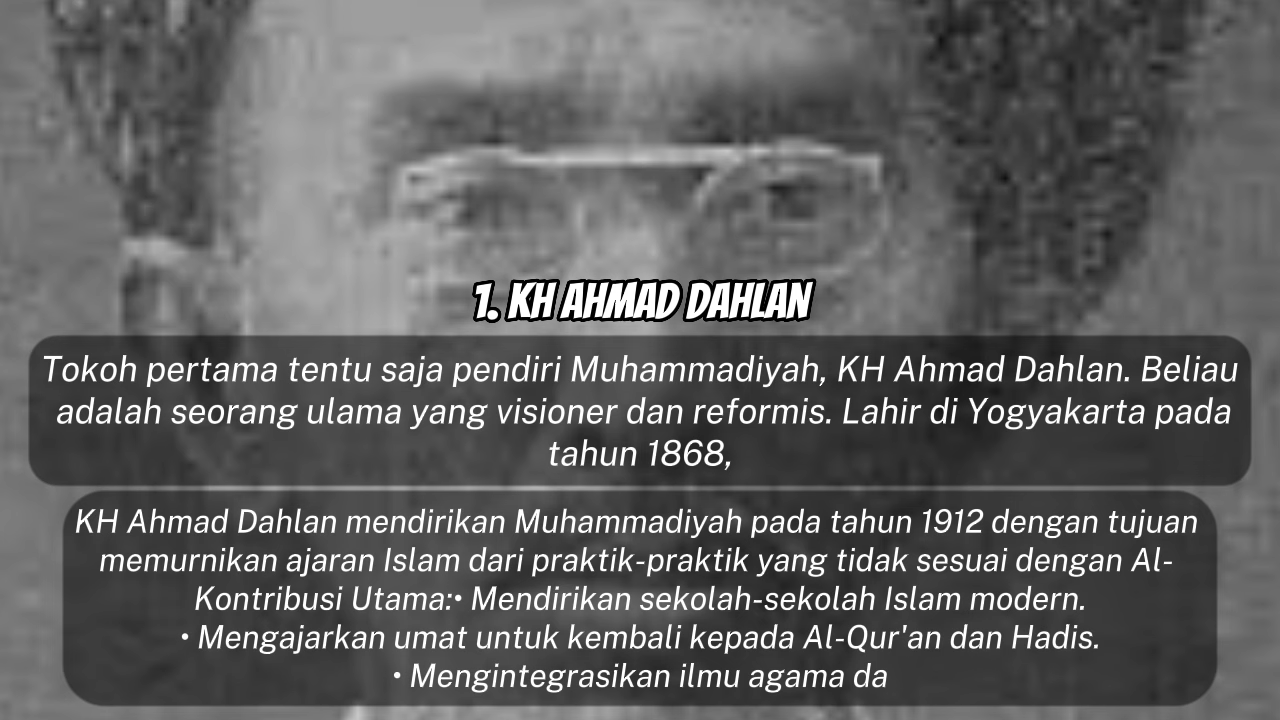 1. KH AHMAD DAHLAN
Tokoh pertama tentu saja pendiri Muhammadiyah, KH Ahmad Dahlan. Beliau
adalah seorang ulama yang visioner dan reformis. Lahir di Yogyakarta pada
tahun 1868,
KH Ahmad Dahlan mendirikan Muhammadiyah pada tahun 1912 dengan tujuan
memurnikan ajaran Islam dari praktik-praktik yang tidak sesuai dengan Al-
Kontribusi Utama:• Mendirikan sekolah-sekolah Islam modern.
• Mengajarkan umat untuk kembali kepada Al-Qur'an dan Hadis.
• Mengintegrasikan ilmu agama da